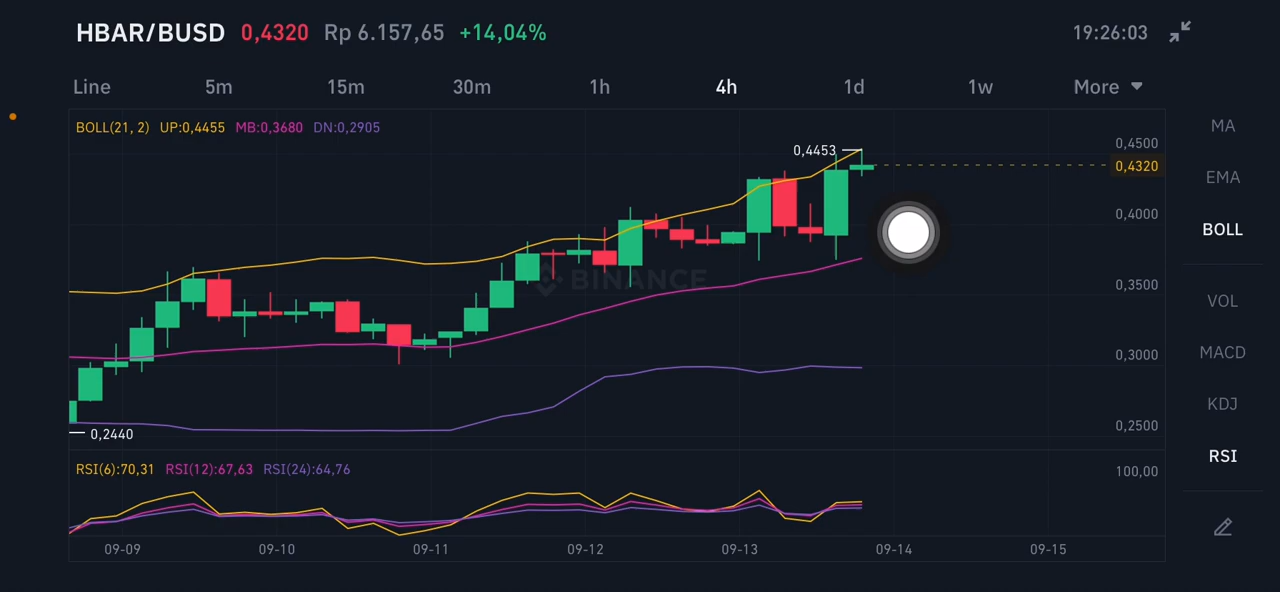 HBAR/BUSD 0,4320 Rp 6.157,65 +14,04% 19:26:03
Line 5m 15m 30m 1h 4h 1d 1w More
BOLL(21, 2) UP:0,4455 MB:0,3680 DN:0,2905
MA
0,4500
0,4453
0,4320
EMA
0,4000
BOLL
BINANCE
0,3500
VOL
0,3000
MACD
KDJ
0,2500
0,2440
RSI
RSI(6):70,31 RSI(12):67,63 RSI(24):64,76
100,00
09-09 09-10 09-11 09-12 09-13 09-14 09-15